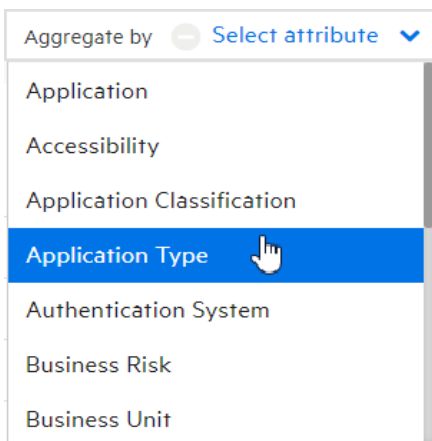 Aggregate by Select attribute
Application
Accessibility
Application Classification
Application Type
Authentication System
Business Risk
Business Unit